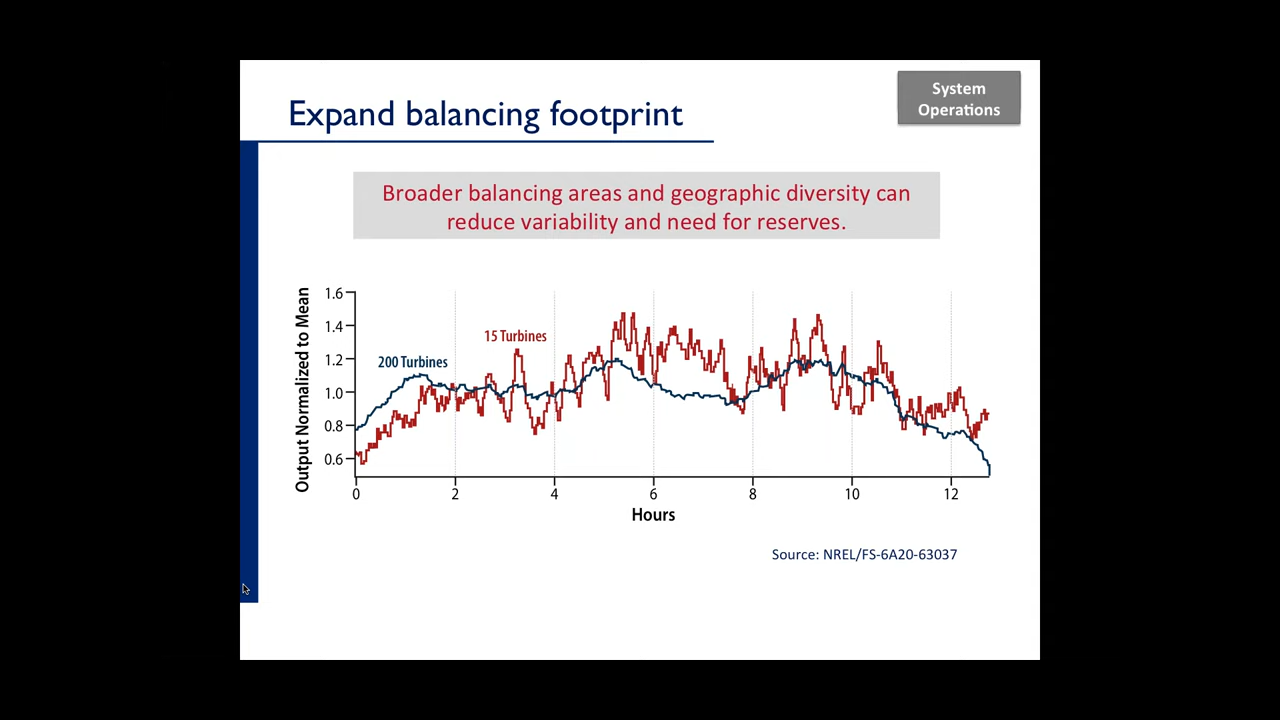 System
Operations
Expand balancing footprint
Broader balancing areas and geographic diversity can
reduce variability and need for reserves.
Output Normalized to Mean
1.6
1.4
1.2
1.0
0.8
0.6
200 Turbines
15 Turbines
0 2 4 6 8 10 12
Hours
Source: NREL/FS-6A20-63037